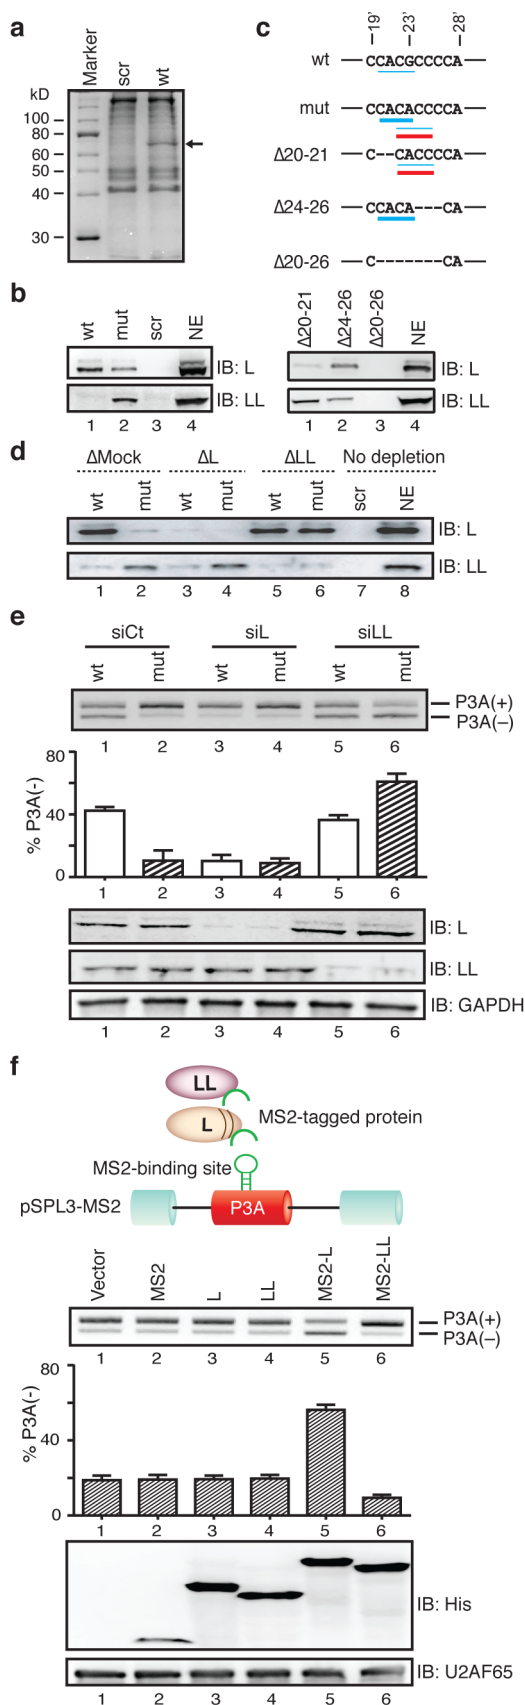 a
Marker
scr
wt
kD
100
80
60
50
40
30
b
wt
mut
scr
NE
IB: L
IB: LL
1 2 3 4
Δ20-21
Δ24-26
Δ20-26
NE
IB: L
IB: LL
1 2 3 4
c
−19'
−23'
−28'
wt
CCACGCCCCA
mut
CCACACCCCA
Δ20-21
C--CACCCCA
Δ24-26
CCACA---CA
Δ20-26
C-------CA
d
ΔMock ΔL ΔLL No depletion
wt mut wt mut wt mut scr NE
IB: L
IB: LL
1 2 3 4 5 6 7 8
e
siCt siL siLL
wt mut wt mut wt mut
P3A(+)
P3A(−)
1 2 3 4 5 6
% P3A(-)
80
40
0
1 2 3 4 5 6
IB: L
IB: LL
IB: GAPDH
1 2 3 4 5 6
f
LL
L
MS2-tagged protein
MS2-binding site
pSPL3-MS2
P3A
Vector
MS2
L
LL
MS2-L
MS2-LL
P3A(+)
P3A(−)
1 2 3 4 5 6
% P3A(-)
80
40
0
1 2 3 4 5 6
IB: His
IB: U2AF65
1 2 3 4 5 6